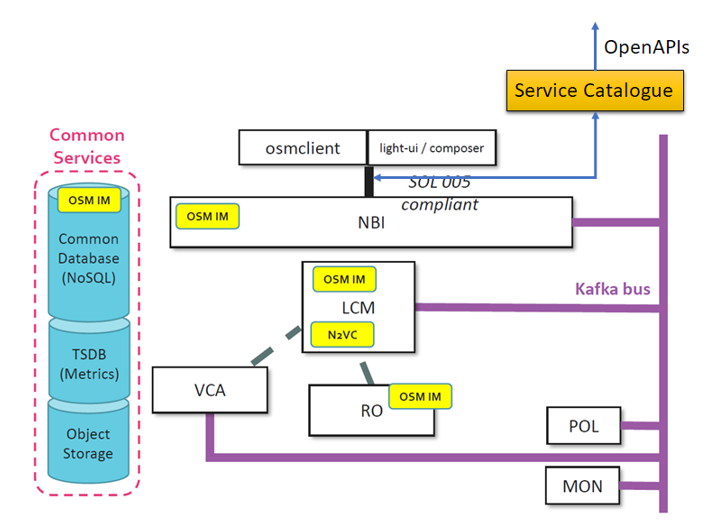 OpenAPIs
Service Catalogue
Common
Services
osmclient
light-ui / composer
SOL 005
compliant
OSM IM
Common
Database
(NoSQL)
OSM IM
NBI
Kafka bus
OSM IM
LCM
N2VC
TSDB
(Metrics)
VCA
OSM IM
RO
Object
Storage
POL
MON